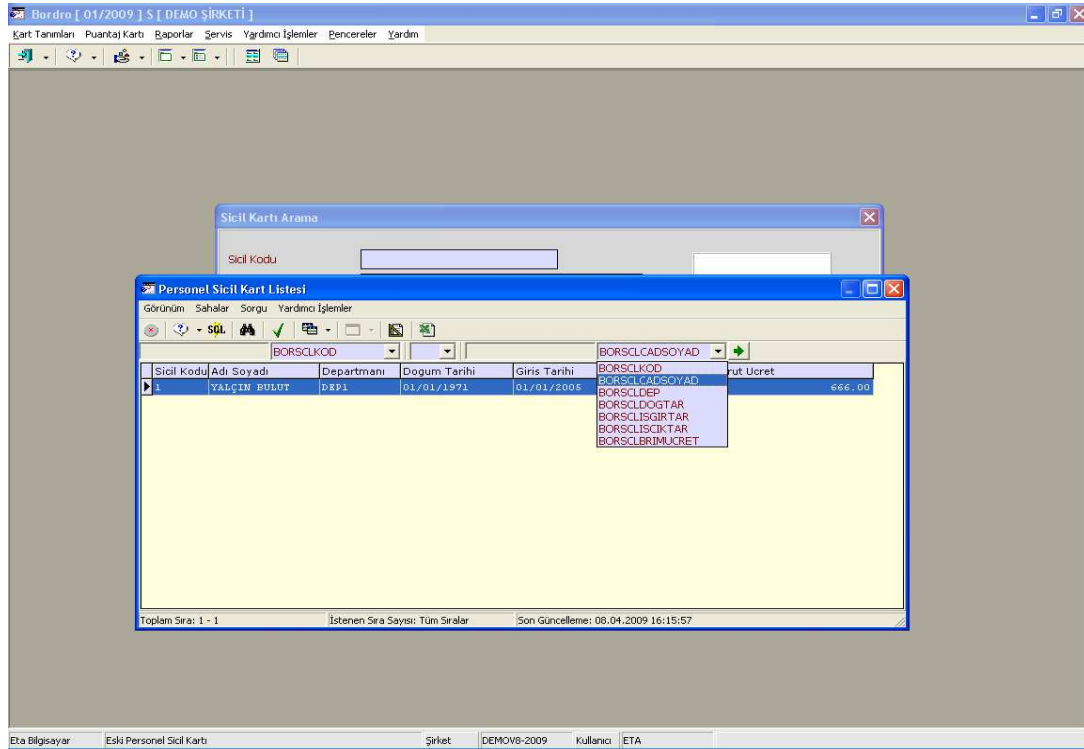 Bordro [ 01/2009 ] S [ DEMO ŞİRKETİ ]
Kart Tanımları Puantaj Kartı Raporlar Servis Yardımcı İşlemler Pencereler Yardım
Sicil Kartı Arama
Sicil Kodu
Personel Sicil Kart Listesi
Görünüm Sahalar Sorgu Yardımcı İşlemler
SQL
BORSCLKOD BORSCLCADSOYAD
Sicil Kodu Adı Soyadı Departmanı Dogum Tarihi Giris Tarihi rut Ucret
1 YALÇIN BULUT DEP1 01/01/1971 01/01/2005 666.00
BORSCLKOD
BORSCLCADSOYAD
BORSCLDEP
BORSCLDOGTAR
BORSCLISGIRTAR
BORSCLISCIKTAR
BORSCLBRIMUCRET
Toplam Sıra: 1 - 1 İstenen Sıra Sayısı: Tüm Sıralar Son Güncelleme: 08.04.2009 16:15:57
Eta Bilgisayar Eski Personel Sicil Kartı Şirket DEMOV8-2009 Kullanıcı ETA